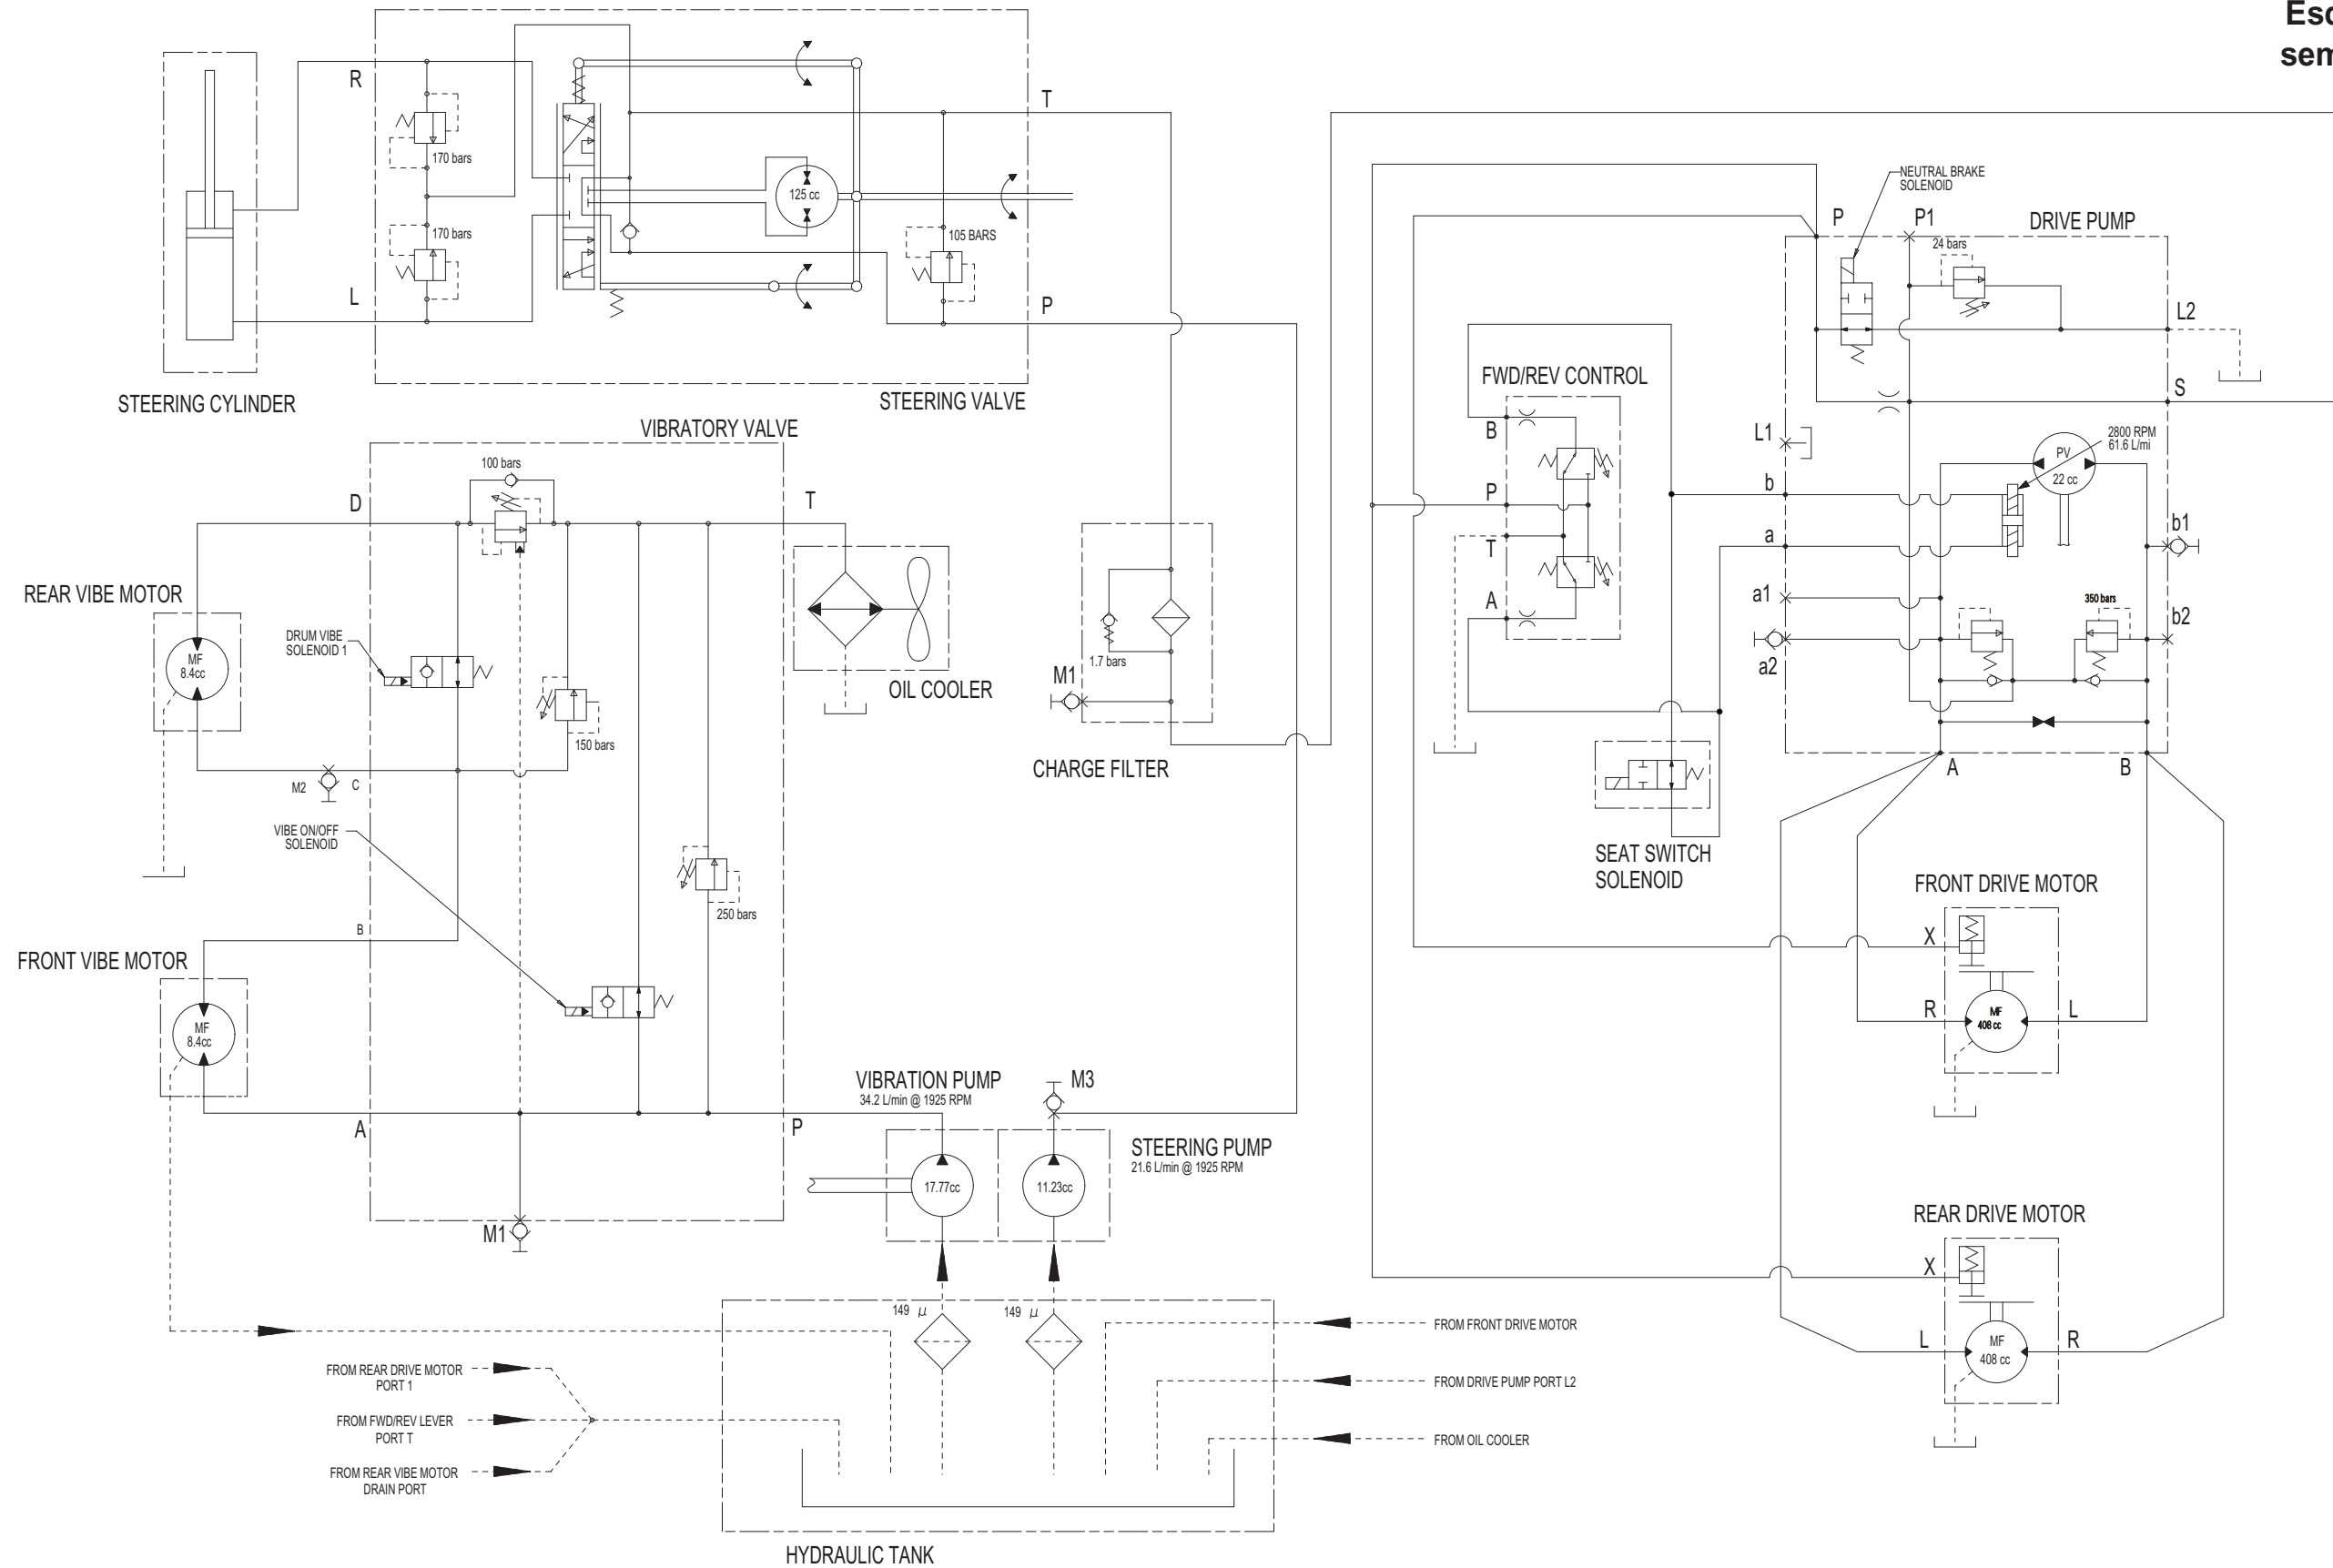 Esq
sem
R
170 bars
170 bars
L
STEERING CYLINDER
125 cc
105 BARS
T
P
STEERING VALVE
NEUTRAL BRAKE
SOLENOID
P
P1
DRIVE PUMP
24 bars
L2
S
FWD/REV CONTROL
B
P
T
A
L1
b
a
a1
a2
2800 RPM
61.6 L/mi
PV
22 cc
b1
350 bars
b2
A
B
VIBRATORY VALVE
100 bars
D
T
REAR VIBE MOTOR
MF
8.4cc
DRUM VIBE
SOLENOID 1
150 bars
OIL COOLER
M1
1.7 bars
CHARGE FILTER
M2
C
VIBE ON/OFF
SOLENOID
250 bars
B
FRONT VIBE MOTOR
MF
8.4cc
SEAT SWITCH
SOLENOID
FRONT DRIVE MOTOR
X
R
MF
408 cc
L
A
P
VIBRATION PUMP
34.2 L/min @ 1925 RPM
M3
STEERING PUMP
21.6 L/min @ 1925 RPM
17.77cc
11.23cc
M1
REAR DRIVE MOTOR
X
L
MF
408 cc
R
149 μ
149 μ
FROM REAR DRIVE MOTOR
PORT 1
FROM FWD/REV LEVER
PORT T
FROM REAR VIBE MOTOR
DRAIN PORT
FROM FRONT DRIVE MOTOR
FROM DRIVE PUMP PORT L2
FROM OIL COOLER
HYDRAULIC TANK